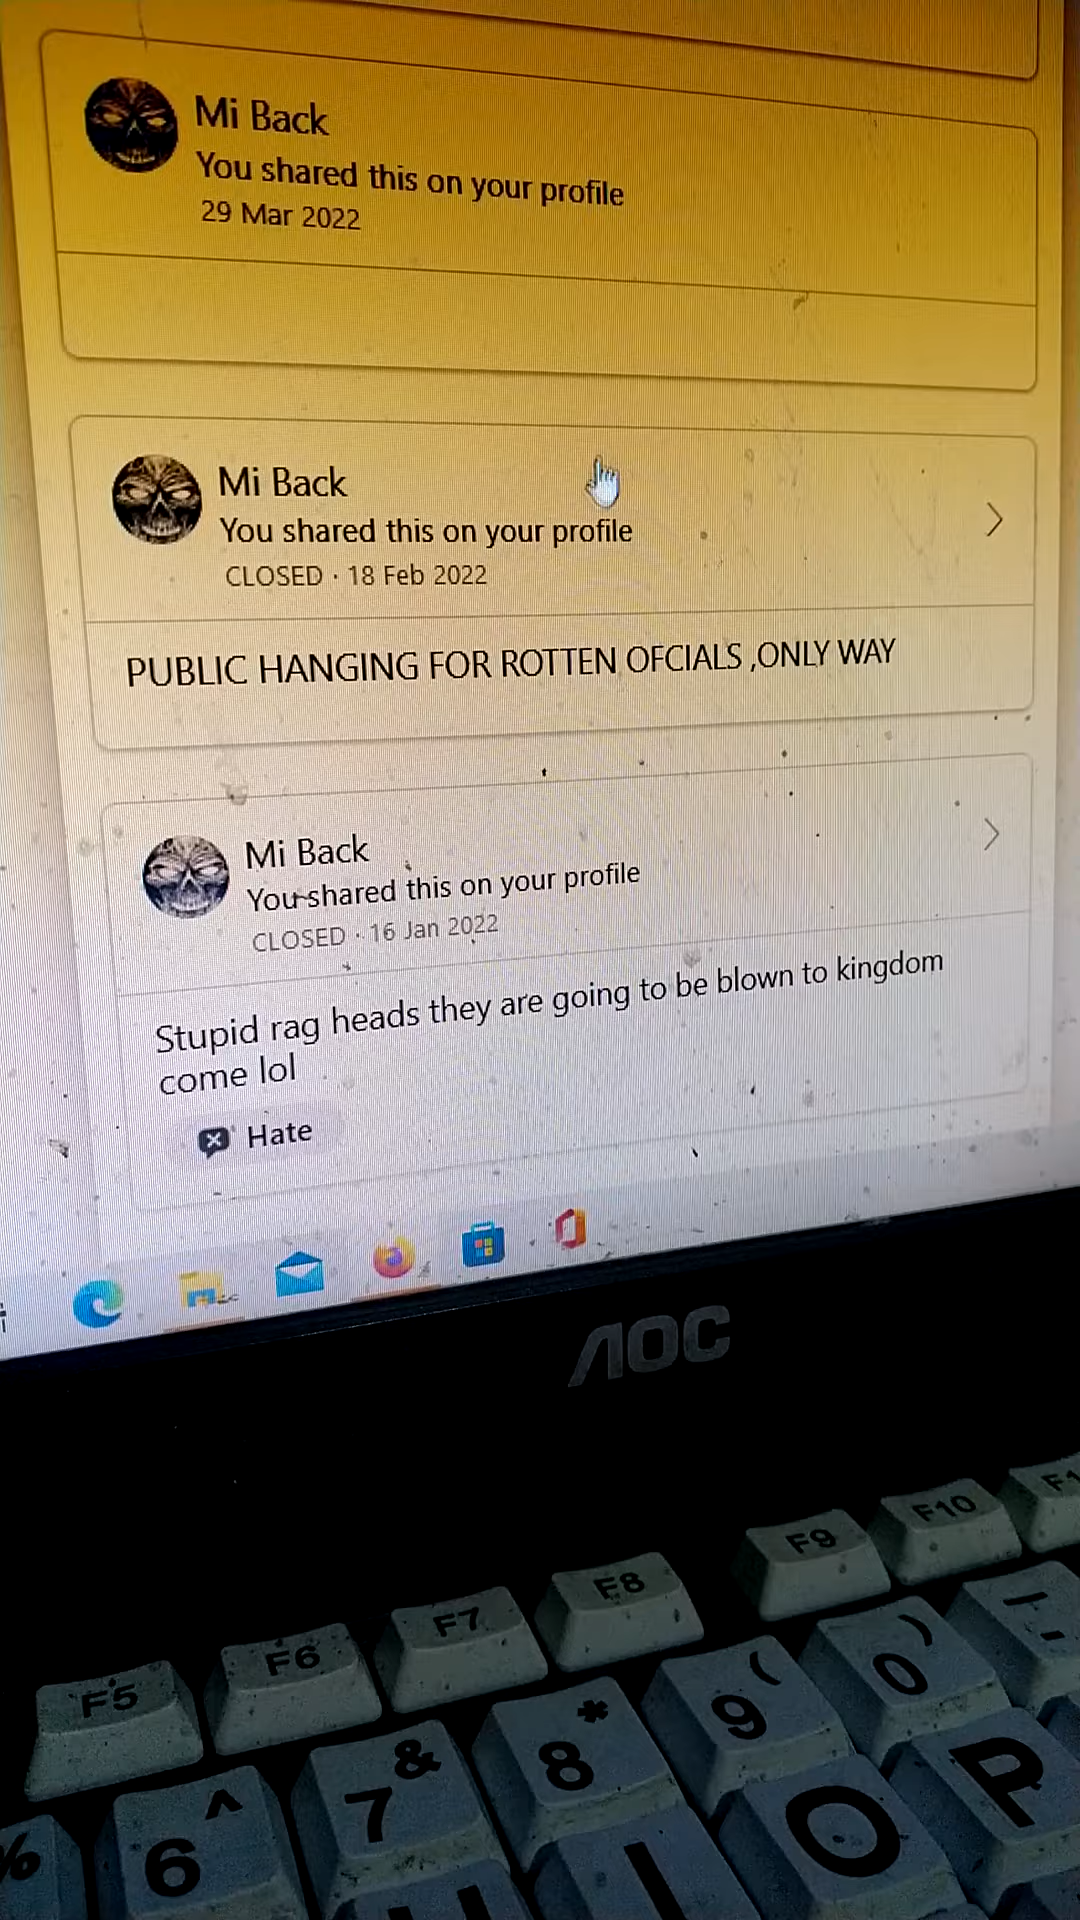 Mi Back
You shared this on your profile
29 Mar 2022
Mi Back
You shared this on your profile
CLOSED · 18 Feb 2022
PUBLIC HANGING FOR ROTTEN OFCIALS ,ONLY WAY
Mi Back
You shared this on your profile
CLOSED · 16 Jan 2022
Stupid rag heads they are going to be blown to kingdom
come lol
Hate
AOC
F5 F6 F7 F8 F9 F10
% ^ & * ( ) -
6 7 8 9 0
I O P